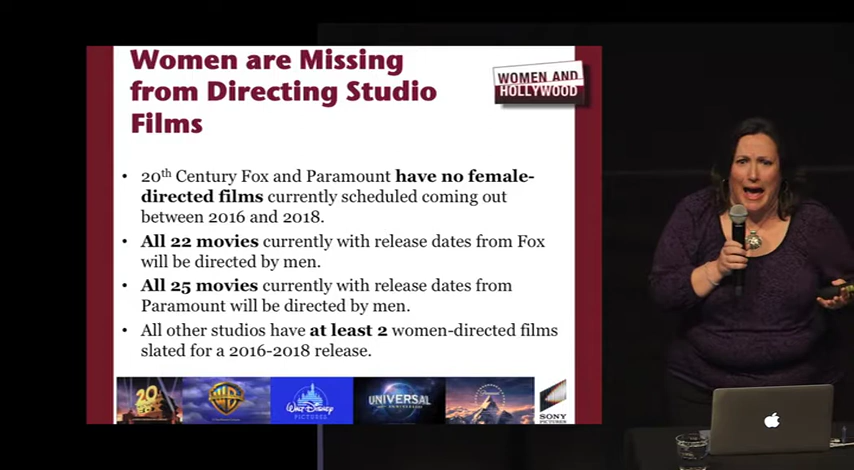 Women are Missing
from Directing Studio
Films
WOMEN AND
HOLLYWOOD
• 20th Century Fox and Paramount have no female-
directed films currently scheduled coming out
between 2016 and 2018.
• All 22 movies currently with release dates from Fox
will be directed by men.
• All 25 movies currently with release dates from
Paramount will be directed by men.
• All other studios have at least 2 women-directed films
slated for a 2016-2018 release.
20
WB
WALT DISNEY
PICTURES
UNIVERSAL
Paramount
SONY
PICTURES